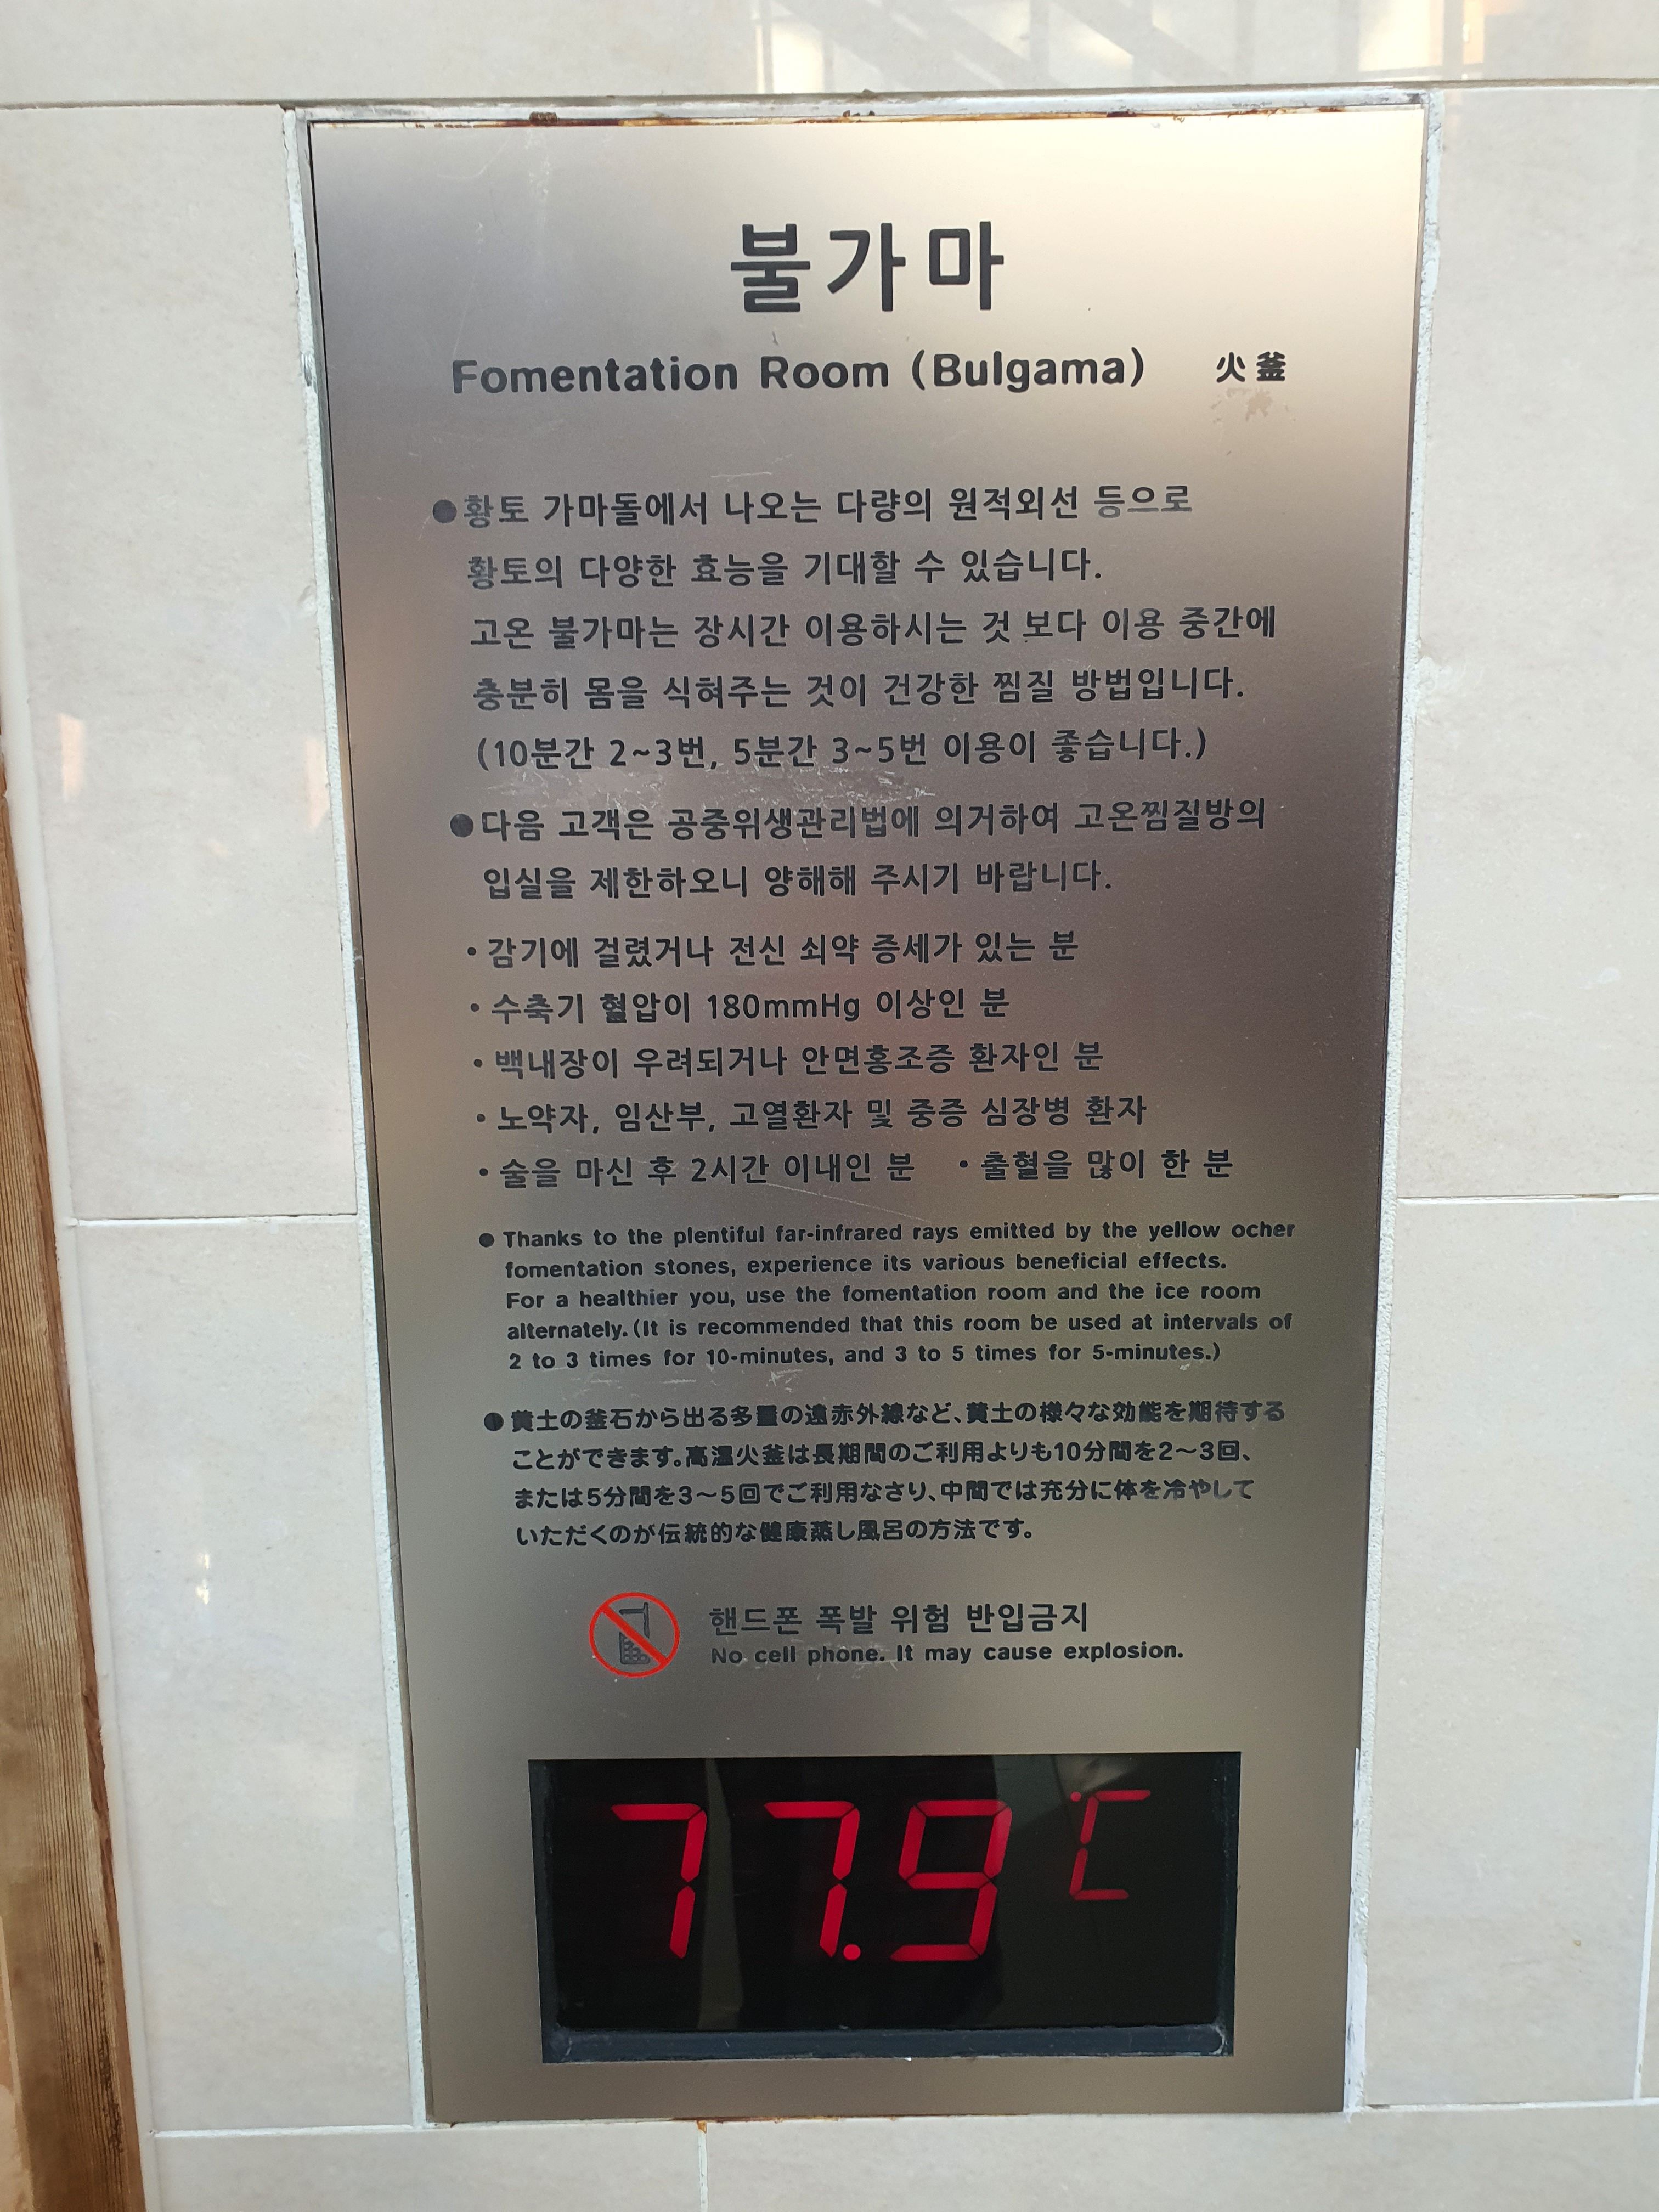 불가마
Fomentation Room (Bulgama) 火釜
●황토 가마돌에서 나오는 다량의 원적외선 등으로
황토의 다양한 효능을 기대할 수 있습니다.
고온 불가마는 장시간 이용하시는 것 보다 이용 중간에
충분히 몸을 식혀주는 것이 건강한 찜질 방법입니다.
(10분간 2~3번, 5분간 3~5번 이용이 좋습니다.)
●다음 고객은 공중위생관리법에 의거하여 고온찜질방의
입실을 제한하오니 양해해 주시기 바랍니다.
• 감기에 걸렸거나 전신 쇠약 증세가 있는 분
• 수축기 혈압이 180mmHg 이상인 분
• 백내장이 우려되거나 안면홍조증 환자인 분
• 노약자, 임산부, 고열환자 및 중증 심장병 환자
• 술을 마신 후 2시간 이내인 분 • 출혈을 많이 한 분
● Thanks to the plentiful far-infrared rays emitted by the yellow ocher
fomentation stones, experience its various beneficial effects.
For a healthier you, use the fomentation room and the ice room
alternately.(It is recommended that this room be used at intervals of
2 to 3 times for 10-minutes, and 3 to 5 times for 5-minutes.)
● 黄土の釜石から出る多量の遠赤外線など、黄土の様々な効能を期待する
ことができます。高温火釜は長期間のご利用よりも10分間を2〜3回、
または5分間を3〜5回でご利用なさり、中間では充分に体を冷やして
いただくのが伝統的な健康蒸し風呂の方法です。
핸드폰 폭발 위험 반입금지
No cell phone. It may cause explosion.
77.9 ℃